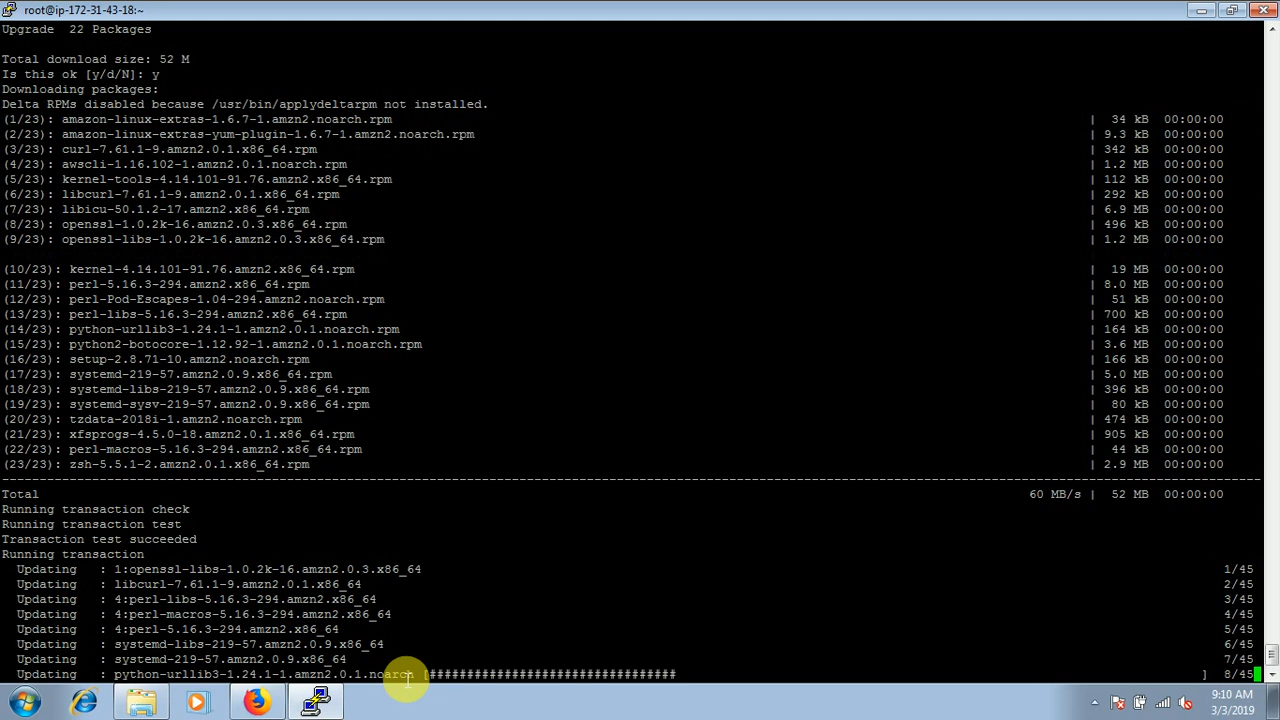 root@ip-172-31-43-18:~
Upgrade  22 Packages
Total download size: 52 M
Is this ok [y/d/N]: y
Downloading packages:
Delta RPMs disabled because /usr/bin/applydeltarpm not installed.
(1/23): amazon-linux-extras-1.6.7-1.amzn2.noarch.rpm | 34 kB 00:00:00
(2/23): amazon-linux-extras-yum-plugin-1.6.7-1.amzn2.noarch.rpm | 9.3 kB 00:00:00
(3/23): curl-7.61.1-9.amzn2.0.1.x86_64.rpm | 342 kB 00:00:00
(4/23): awscli-1.16.102-1.amzn2.0.1.noarch.rpm | 1.2 MB 00:00:00
(5/23): kernel-tools-4.14.101-91.76.amzn2.x86_64.rpm | 112 kB 00:00:00
(6/23): libcurl-7.61.1-9.amzn2.0.1.x86_64.rpm | 292 kB 00:00:00
(7/23): libicu-50.1.2-17.amzn2.x86_64.rpm | 6.9 MB 00:00:00
(8/23): openssl-1.0.2k-16.amzn2.0.3.x86_64.rpm | 496 kB 00:00:00
(9/23): openssl-libs-1.0.2k-16.amzn2.0.3.x86_64.rpm | 1.2 MB 00:00:00
(10/23): kernel-4.14.101-91.76.amzn2.x86_64.rpm | 19 MB 00:00:00
(11/23): perl-5.16.3-294.amzn2.x86_64.rpm | 8.0 MB 00:00:00
(12/23): perl-Pod-Escapes-1.04-294.amzn2.noarch.rpm | 51 kB 00:00:00
(13/23): perl-libs-5.16.3-294.amzn2.x86_64.rpm | 700 kB 00:00:00
(14/23): python-urllib3-1.24.1-1.amzn2.0.1.noarch.rpm | 164 kB 00:00:00
(15/23): python2-botocore-1.12.92-1.amzn2.0.1.noarch.rpm | 3.6 MB 00:00:00
(16/23): setup-2.8.71-10.amzn2.noarch.rpm | 166 kB 00:00:00
(17/23): systemd-219-57.amzn2.0.9.x86_64.rpm | 5.0 MB 00:00:00
(18/23): systemd-libs-219-57.amzn2.0.9.x86_64.rpm | 396 kB 00:00:00
(19/23): systemd-sysv-219-57.amzn2.0.9.x86_64.rpm | 80 kB 00:00:00
(20/23): tzdata-2018i-1.amzn2.noarch.rpm | 474 kB 00:00:00
(21/23): xfsprogs-4.5.0-18.amzn2.0.1.x86_64.rpm | 905 kB 00:00:00
(22/23): perl-macros-5.16.3-294.amzn2.x86_64.rpm | 44 kB 00:00:00
(23/23): zsh-5.5.1-2.amzn2.0.1.x86_64.rpm | 2.9 MB 00:00:00
Total 60 MB/s | 52 MB 00:00:00
Running transaction check
Running transaction test
Transaction test succeeded
Running transaction
Updating : 1:openssl-libs-1.0.2k-16.amzn2.0.3.x86_64 1/45
Updating : libcurl-7.61.1-9.amzn2.0.1.x86_64 2/45
Updating : 4:perl-libs-5.16.3-294.amzn2.x86_64 3/45
Updating : 4:perl-macros-5.16.3-294.amzn2.x86_64 4/45
Updating : 4:perl-5.16.3-294.amzn2.x86_64 5/45
Updating : systemd-libs-219-57.amzn2.0.9.x86_64 6/45
Updating : systemd-219-57.amzn2.0.9.x86_64 7/45
Updating : python-urllib3-1.24.1-1.amzn2.0.1.noarch [################################# ] 8/45
9:10 AM
3/3/2019